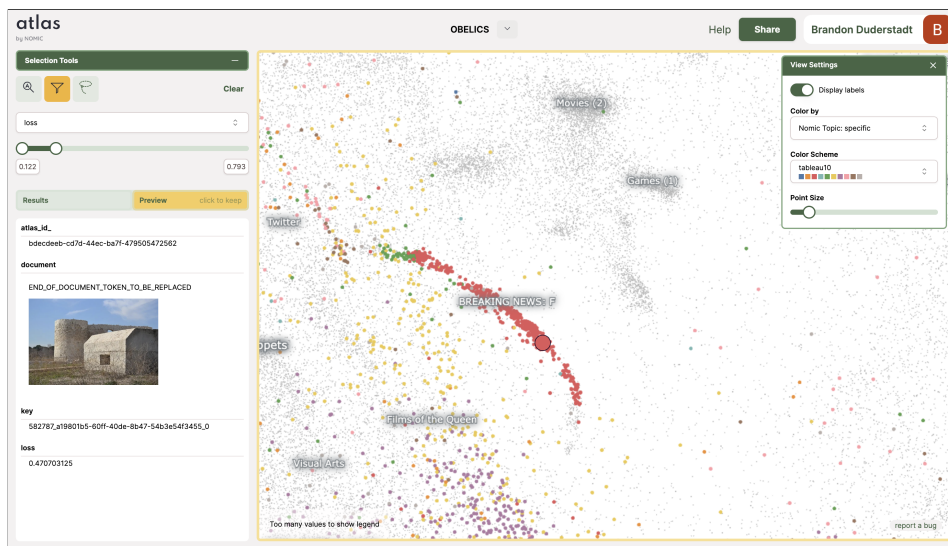 atlas
by NOMIC
OBELICS
Help
Share
Brandon Duderstadt
B
Selection Tools
Clear
loss
0.122
0.793
Results
Preview
click to keep
atlas_id_
bdecdeeb-cd7d-44ec-ba7f-479505472562
document
END_OF_DOCUMENT_TOKEN_TO_BE_REPLACED
key
582787_a19801b5-60ff-40de-8b47-54b3e54f3455_0
loss
0.470703125
Movies (2)
Games (1)
Twitter
BREAKING NEWS: F
ppets
Films of the Queen
Visual Arts
Too many values to show legend
report a bug
View Settings
Display labels
Color by
Nomic Topic: specific
Color Scheme
tableau10
Point Size